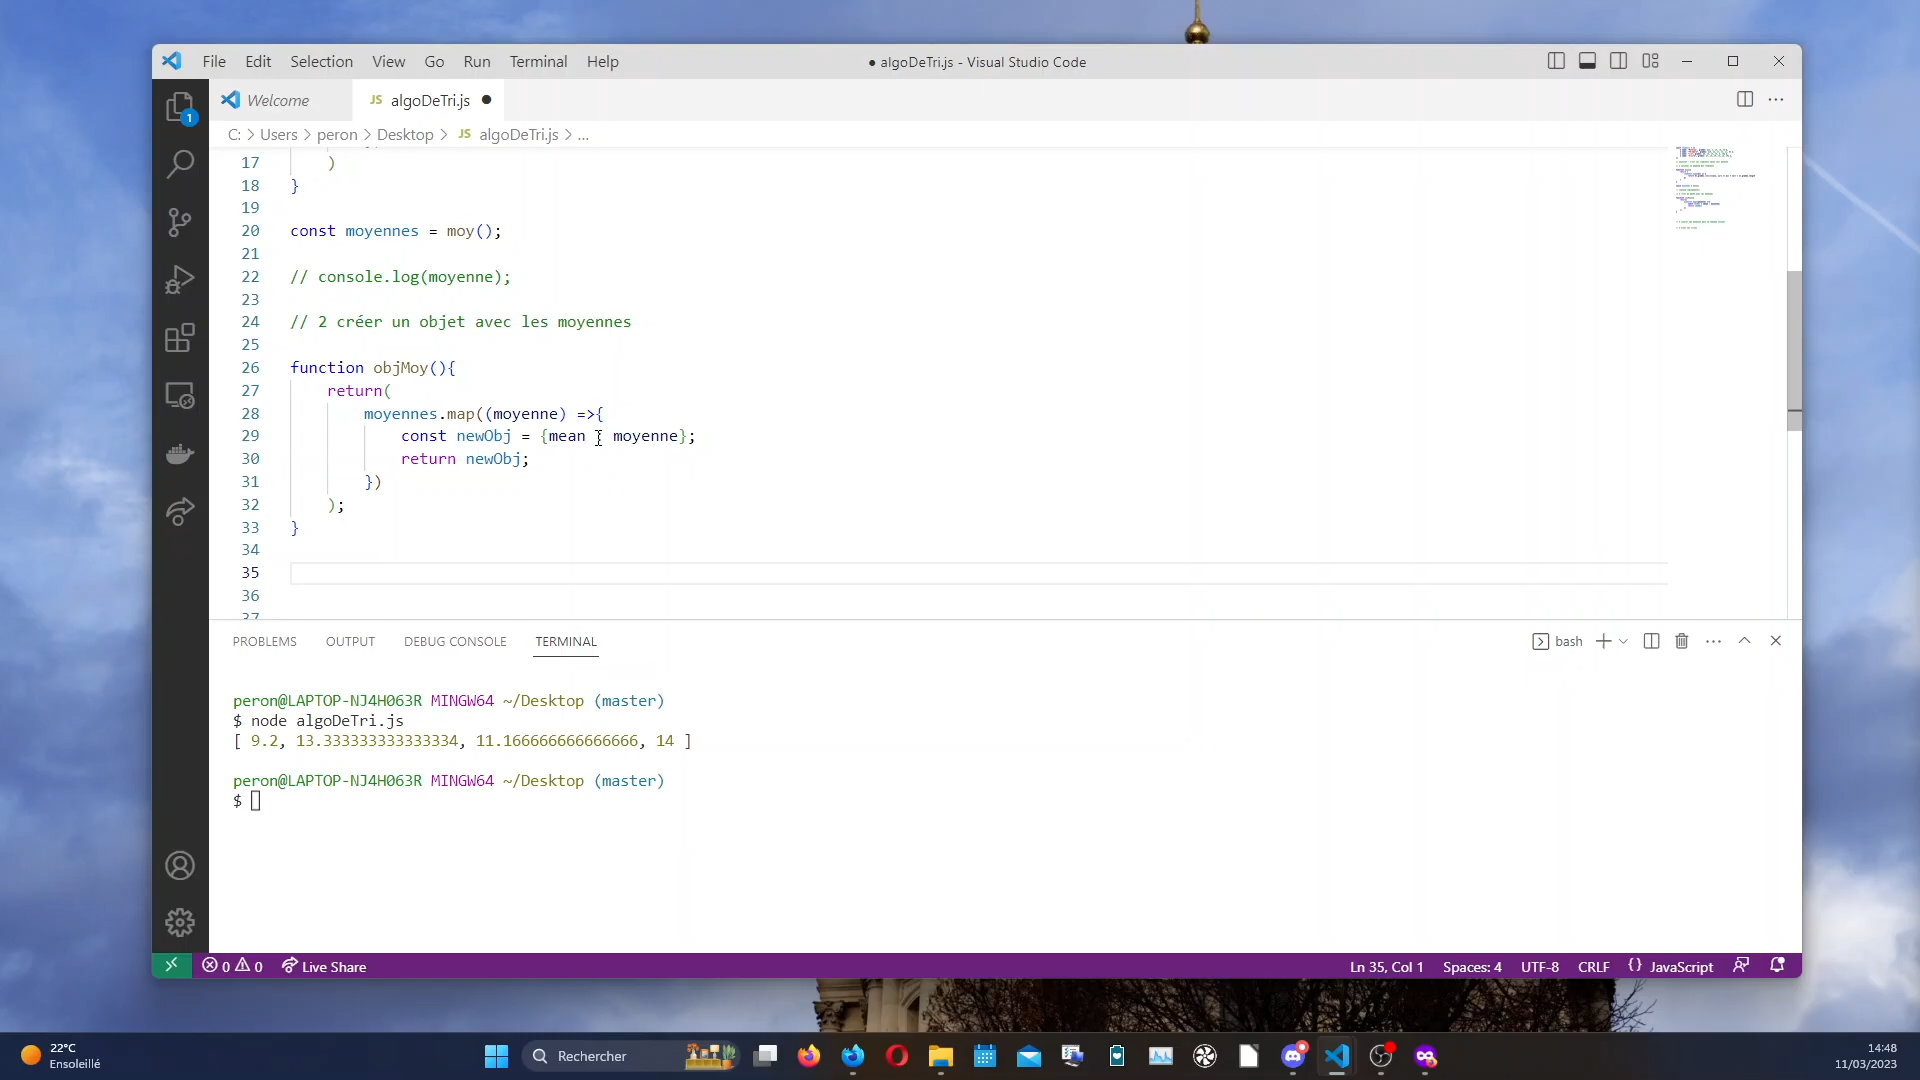 File Edit Selection View Go Run Terminal Help
● algoDeTri.js - Visual Studio Code
Welcome
JS algoDeTri.js ●
C: > Users > peron > Desktop > JS algoDeTri.js > ...
1
17 )
18 }
19
20 const moyennes = moy();
21
22 // console.log(moyenne);
23
24 // 2 créer un objet avec les moyennes
25
26 function objMoy(){
27 return(
28 moyennes.map((moyenne) =>{
29 const newObj = {mean : moyenne};
30 return newObj;
31 })
32 );
33 }
34
35
36
37
PROBLEMS OUTPUT DEBUG CONSOLE TERMINAL
bash
peron@LAPTOP-NJ4H063R MINGW64 ~/Desktop (master)
$ node algoDeTri.js
[ 9.2, 13.333333333333334, 11.166666666666666, 14 ]
peron@LAPTOP-NJ4H063R MINGW64 ~/Desktop (master)
$
0 0 Live Share
Ln 35, Col 1 Spaces: 4 UTF-8 CRLF {} JavaScript
22°C
Ensoleillé
Rechercher
14:48
11/03/2023